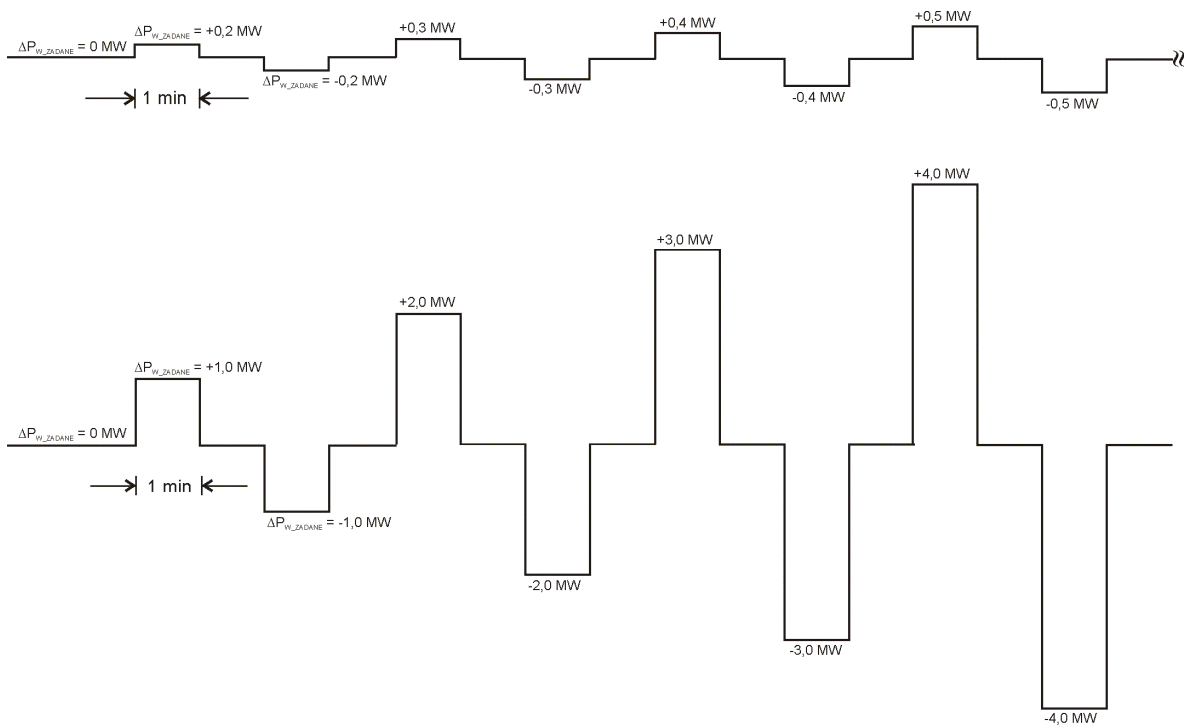 +0,5 MW
+0,4 MW
+0,3 MW
ΔPW_ZADANE = +0,2 MW
ΔPW_ZADANE = 0 MW
ΔPW_ZADANE = -0,2 MW
-0,3 MW
-0,4 MW
-0,5 MW
1 min
+4,0 MW
+3,0 MW
+2,0 MW
ΔPW_ZADANE = +1,0 MW
ΔPW_ZADANE = 0 MW
1 min
ΔPW_ZADANE = -1,0 MW
-2,0 MW
-3,0 MW
-4,0 MW